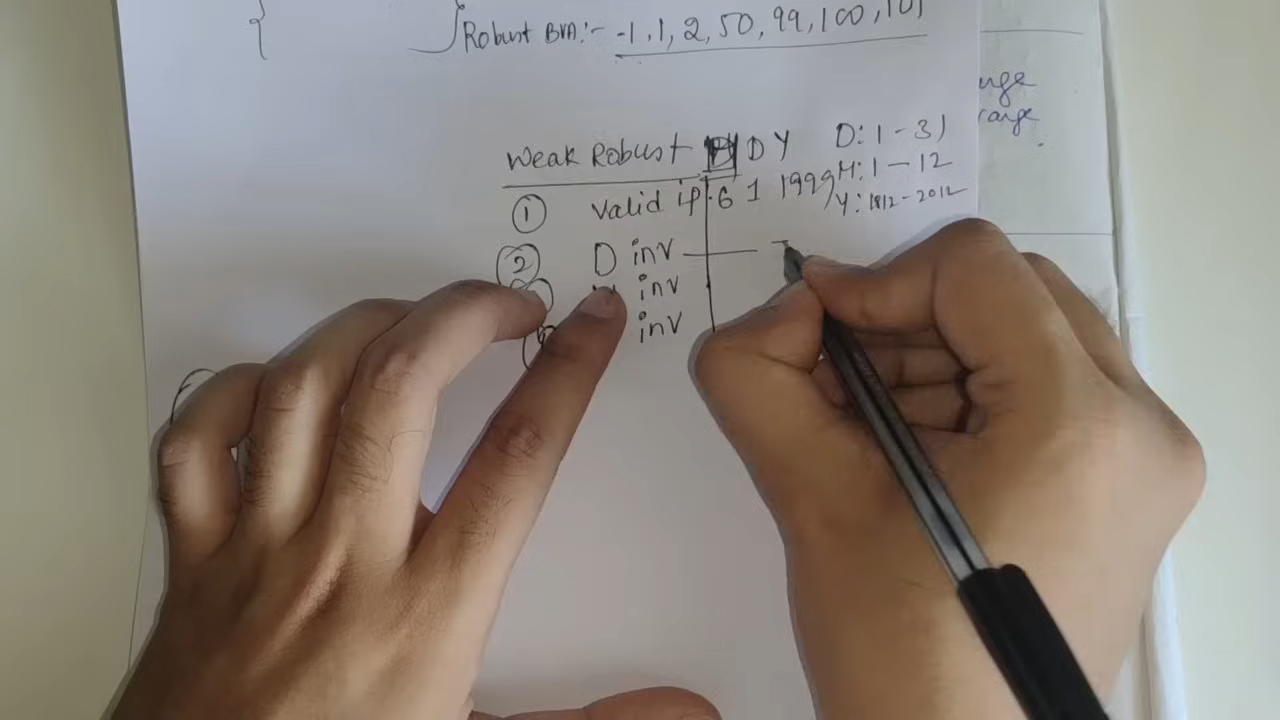 Robust BVA:- -1, 1, 2, 50, 99, 100, 101
range
Weak Robust M D Y D: 1 - 31
M: 1 - 12
① Valid ip. 6 1 1999 Y: 1812-2012
② D inv
inv
inv